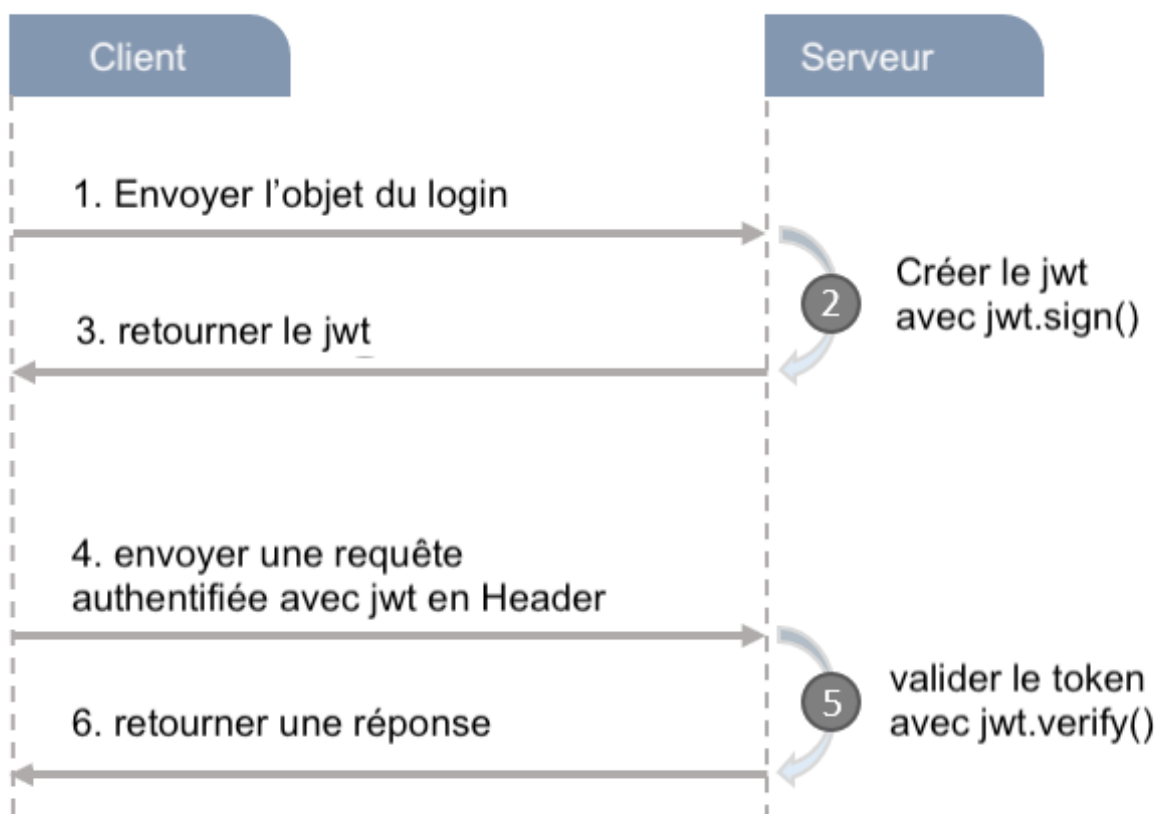 Client
Serveur
1. Envoyer l’objet du login
2
Créer le jwt
avec jwt.sign()
3. retourner le jwt
4. envoyer une requête
authentifiée avec jwt en Header
5
valider le token
avec jwt.verify()
6. retourner une réponse